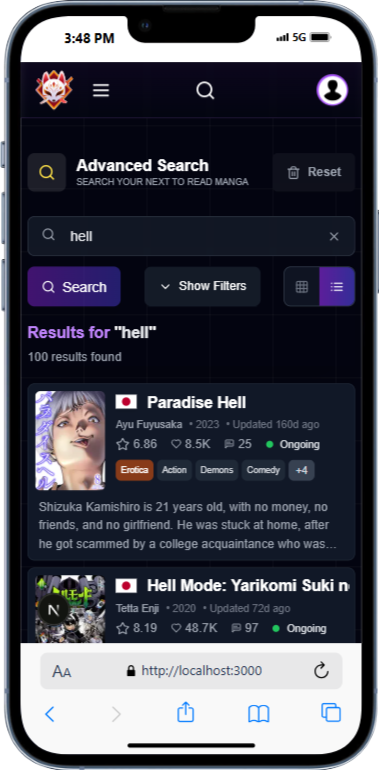 3:48 PM 5G
Advanced Search
SEARCH YOUR NEXT TO READ MANGA
Reset
hell
Search
Show Filters
Results for "hell"
100 results found
Paradise Hell
Ayu Fuyusaka • 2023 • Updated 160d ago
6.86 8.5K 25 Ongoing
Erotica Action Demons Comedy +4
Shizuka Kamishiro is 21 years old, with no money, no
friends, and no girlfriend. He was stuck at home, after
he got scammed by a college acquaintance who was...
Hell Mode: Yarikomi Suki n
Tetta Enji • 2020 • Updated 72d ago
8.19 48.7K 97 Ongoing
N
AA http://localhost:3000